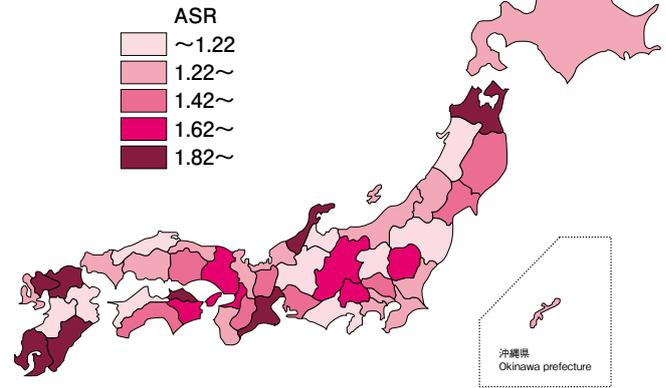 ASR
～1.22
1.22～
1.42～
1.62～
1.82～
沖縄県
Okinawa prefecture